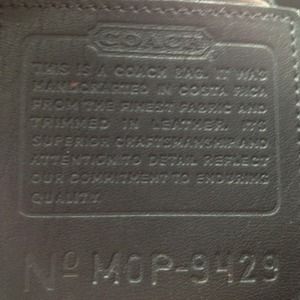 COACH
THIS IS A COACH BAG. IT WAS
HANDCRAFTED IN COSTA RICA
FROM THE FINEST FABRIC AND
TRIMMED IN LEATHER. IT'S
SUPERIOR CRAFTSMANSHIP AND
ATTENTION TO DETAIL REFLECT
OUR COMMITMENT TO ENDURING
QUALITY.
Nº MOP-9429